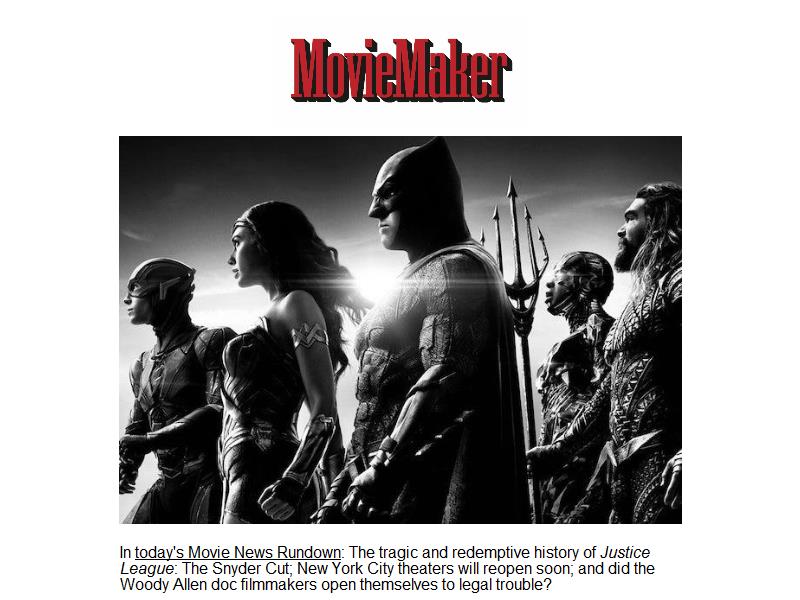 MovieMaker
In today's Movie News Rundown: The tragic and redemptive history of Justice
League: The Snyder Cut; New York City theaters will reopen soon; and did the
Woody Allen doc filmmakers open themselves to legal trouble?